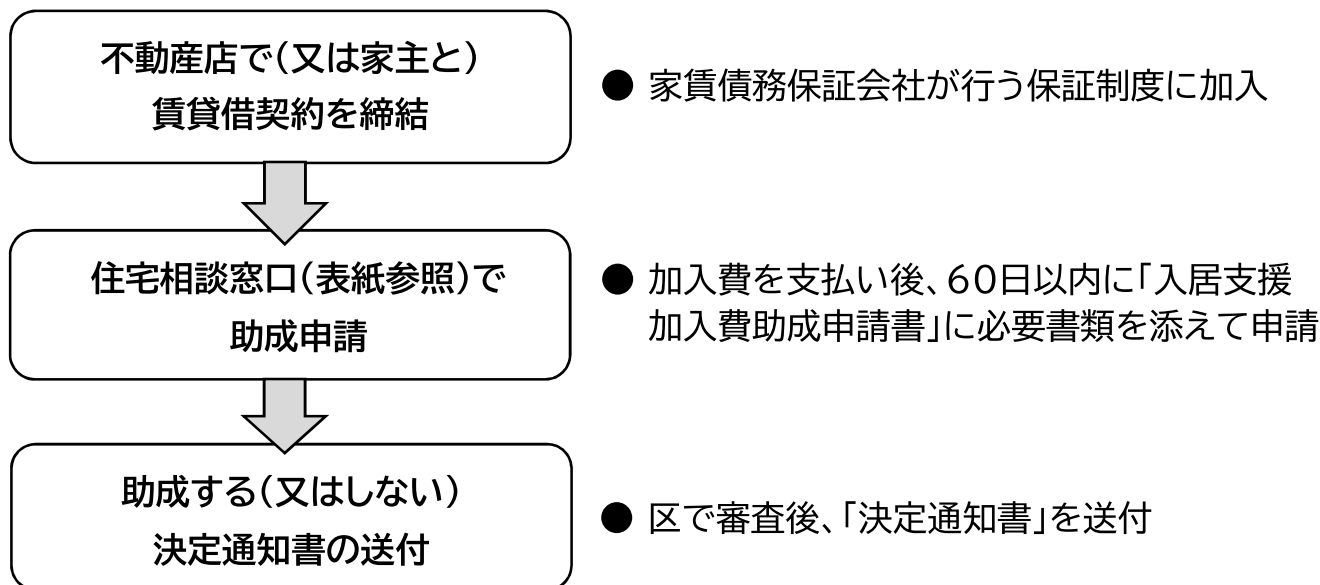 不動産店で（又は家主と）
賃貸借契約を締結
● 家賃債務保証会社が行う保証制度に加入
住宅相談窓口（表紙参照）で
助成申請
● 加入費を支払い後、60日以内に「入居支援
加入費助成申請書」に必要書類を添えて申請
助成する（又はしない）
決定通知書の送付
● 区で審査後、「決定通知書」を送付